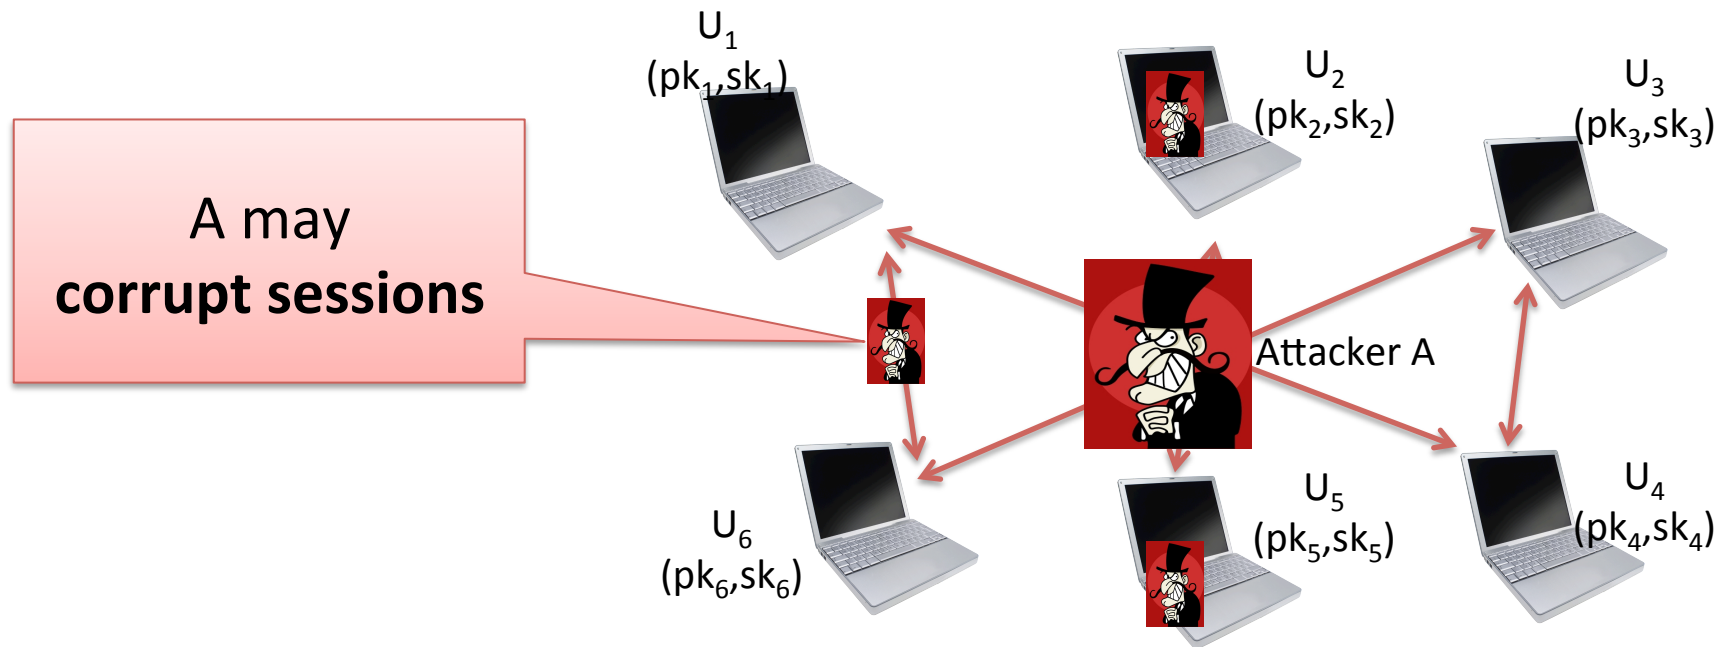 U₁
(pk₁,sk₁)
U₂
(pk₂,sk₂)
U₃
(pk₃,sk₃)
A may
corrupt sessions
Attacker A
U₆
(pk₆,sk₆)
U₅
(pk₅,sk₅)
U₄
(pk₄,sk₄)